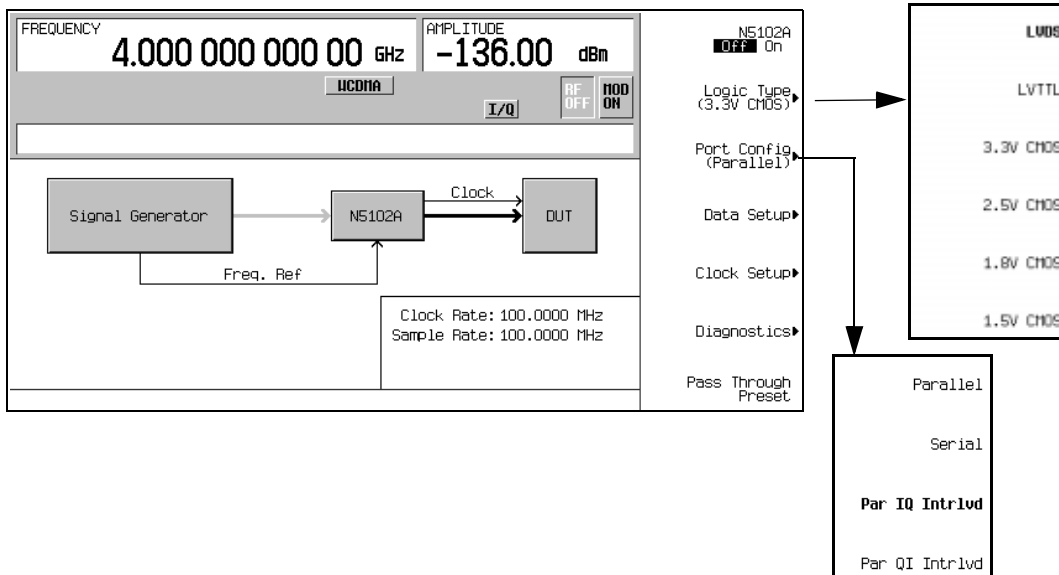 FREQUENCY
4.000 000 000 00 GHz
AMPLITUDE
-136.00 dBm
WCDMA
I/Q
RF OFF
MOD ON
Signal Generator
N5102A
Clock
DUT
Freq. Ref
Clock Rate: 100.0000 MHz
Sample Rate: 100.0000 MHz
N5102A
Off On
Logic Type
(3.3V CMOS)
Port Config
(Parallel)
Data Setup
Clock Setup
Diagnostics
Pass Through
Preset
LVDS
LVTTL
3.3V CMOS
2.5V CMOS
1.8V CMOS
1.5V CMOS
Parallel
Serial
Par IQ Intrlvd
Par QI Intrlvd